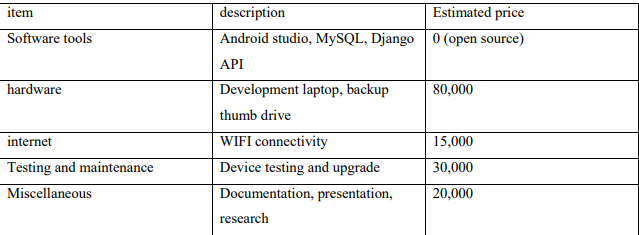 item description Estimated price
Software tools Android studio, MySQL, Django 0 (open source)
API
hardware Development laptop, backup 80,000
thumb drive
internet WIFI connectivity 15,000
Testing and maintenance Device testing and upgrade 30,000
Miscellaneous Documentation, presentation, 20,000
research